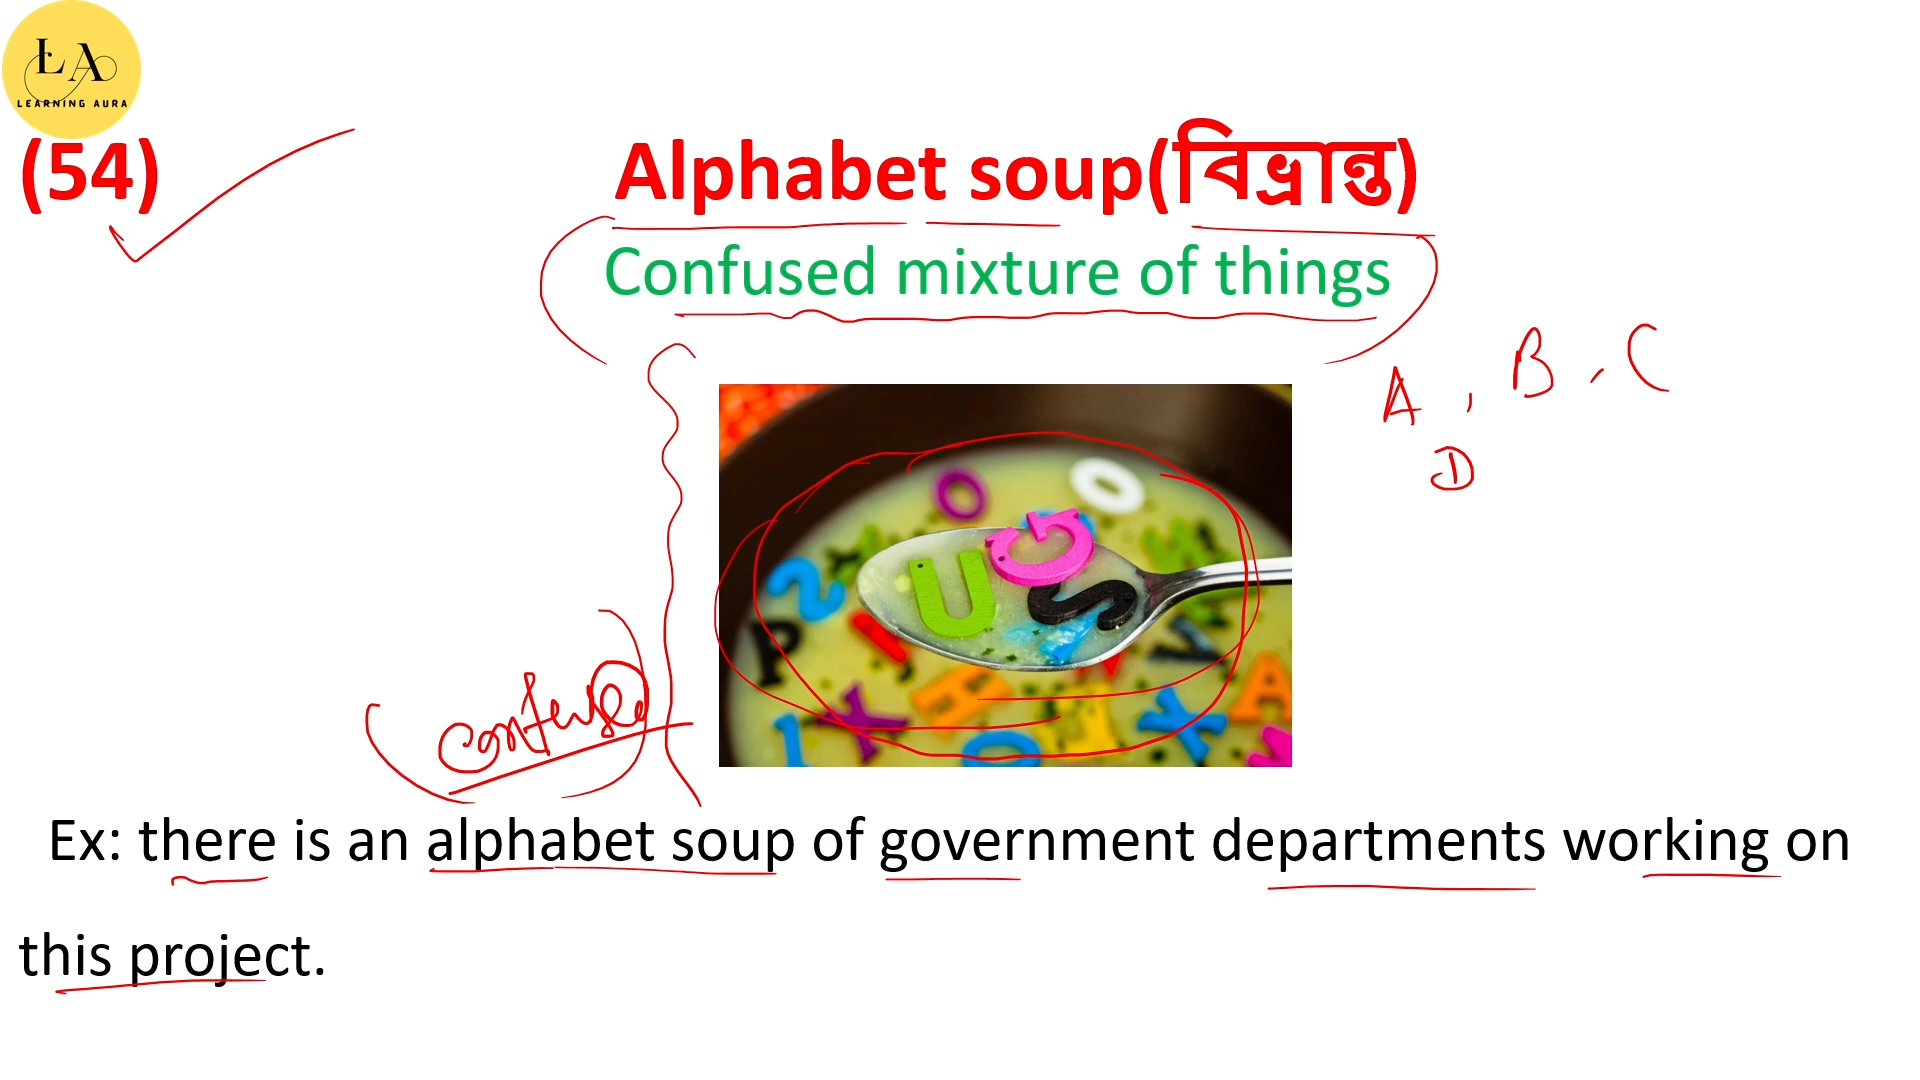 LA
LEARNING AURA
(54)
Alphabet soup(বিভ্রান্ত)
Confused mixture of things
A, B, C
D
U G
S
confused
Ex: there is an alphabet soup of government departments working on
this project.